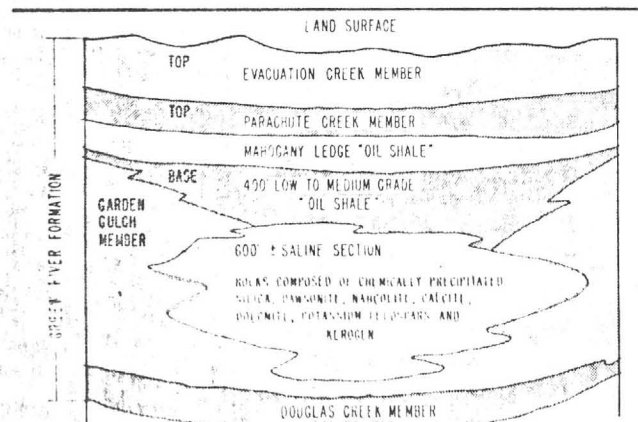 LAND SURFACE
TOP
EVACUATION CREEK MEMBER
TOP
PARACHUTE CREEK MEMBER
MAHOGANY LEDGE "OIL SHALE"
BASE
400' LOW TO MEDIUM GRADE
"OIL SHALE"
GARDEN
GULCH
MEMBER
600' ± SALINE SECTION
ROCKS COMPOSED OF CHEMICALLY PRECIPITATED
SILICA, DAWSONITE, NAHCOLITE, CALCITE,
DOLOMITE, POTASSIUM FELDSPARS AND
KEROGEN
GREEN RIVER FORMATION
DOUGLAS CREEK MEMBER